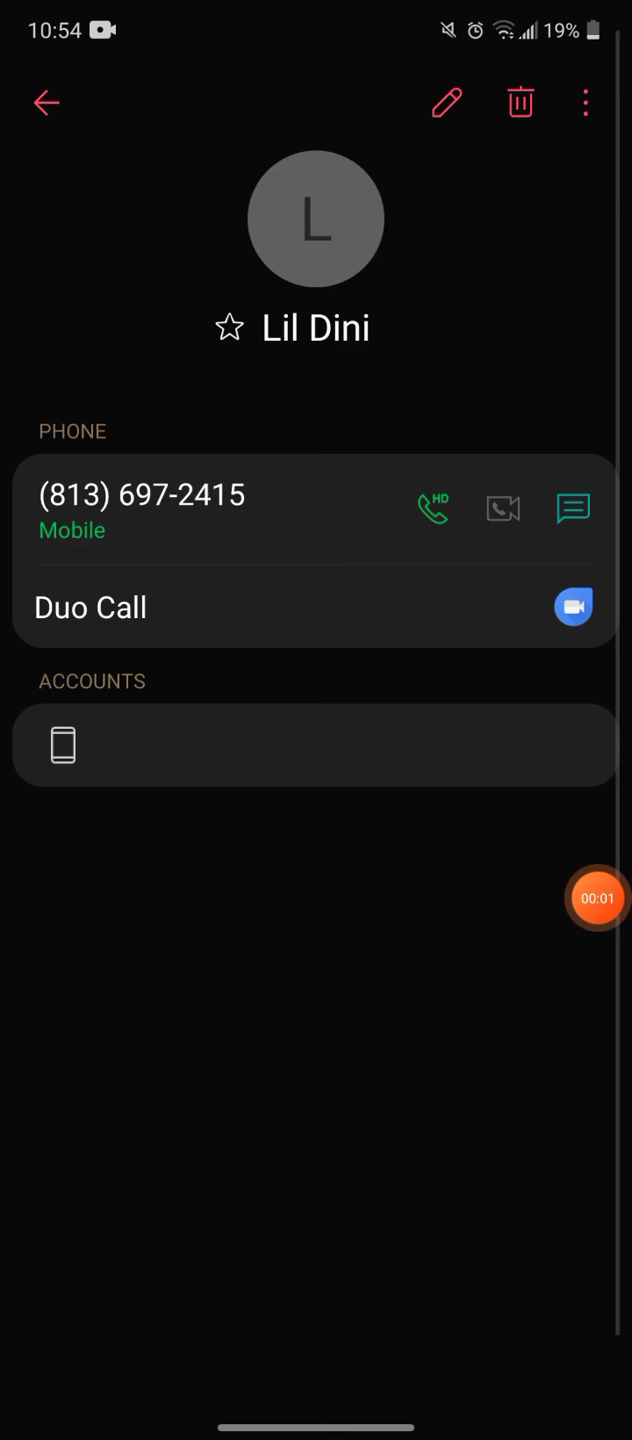 10:54 19%
L
Lil Dini
PHONE
(813) 697-2415
HD
Mobile
Duo Call
ACCOUNTS
00:01